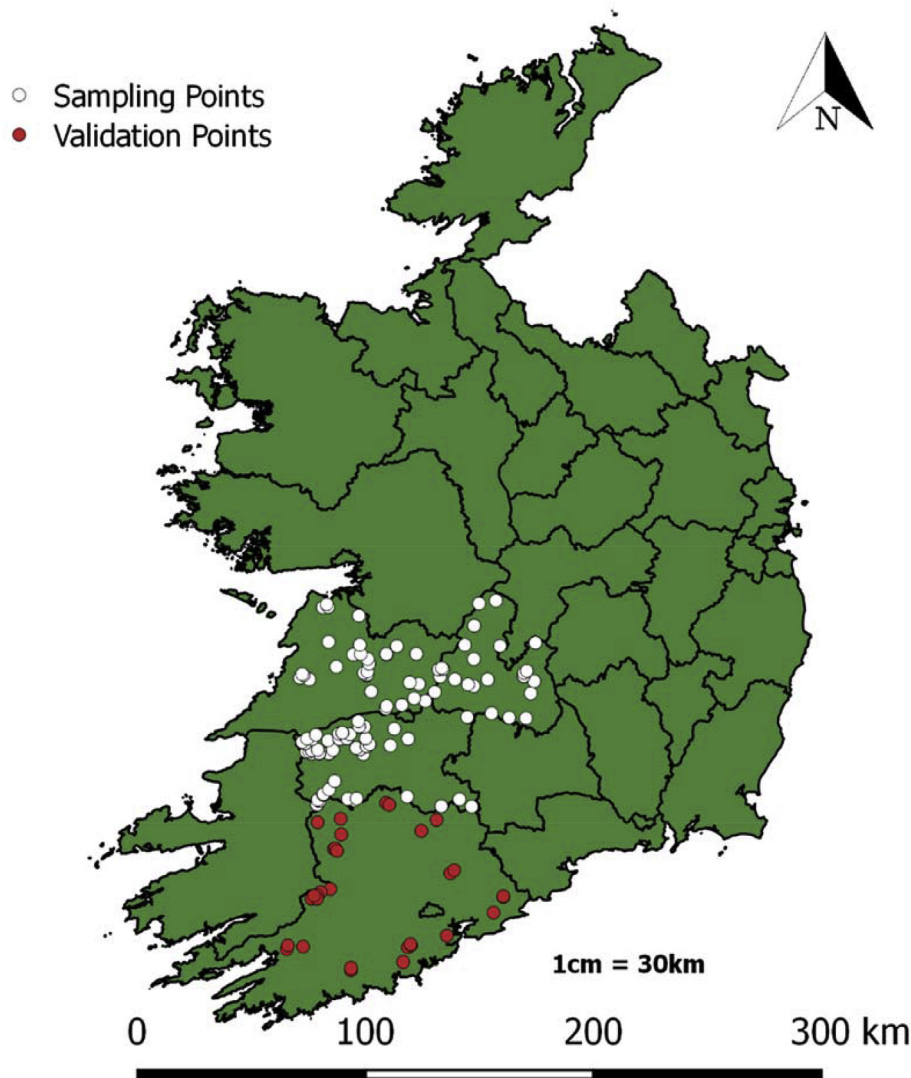 Sampling Points
Validation Points
N
1cm = 30km
0 100 200 300 km